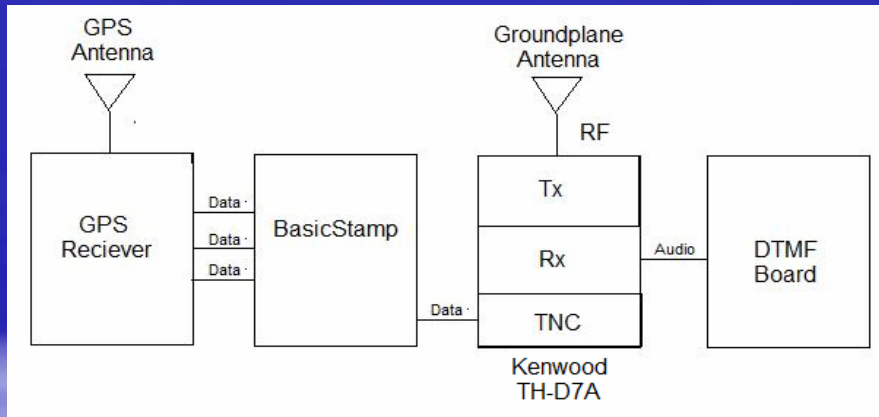 GPS
Antenna
Groundplane
Antenna
RF
GPS
Reciever
Data
Data
Data
BasicStamp
Data
Tx
Rx
TNC
Kenwood
TH-D7A
Audio
DTMF
Board